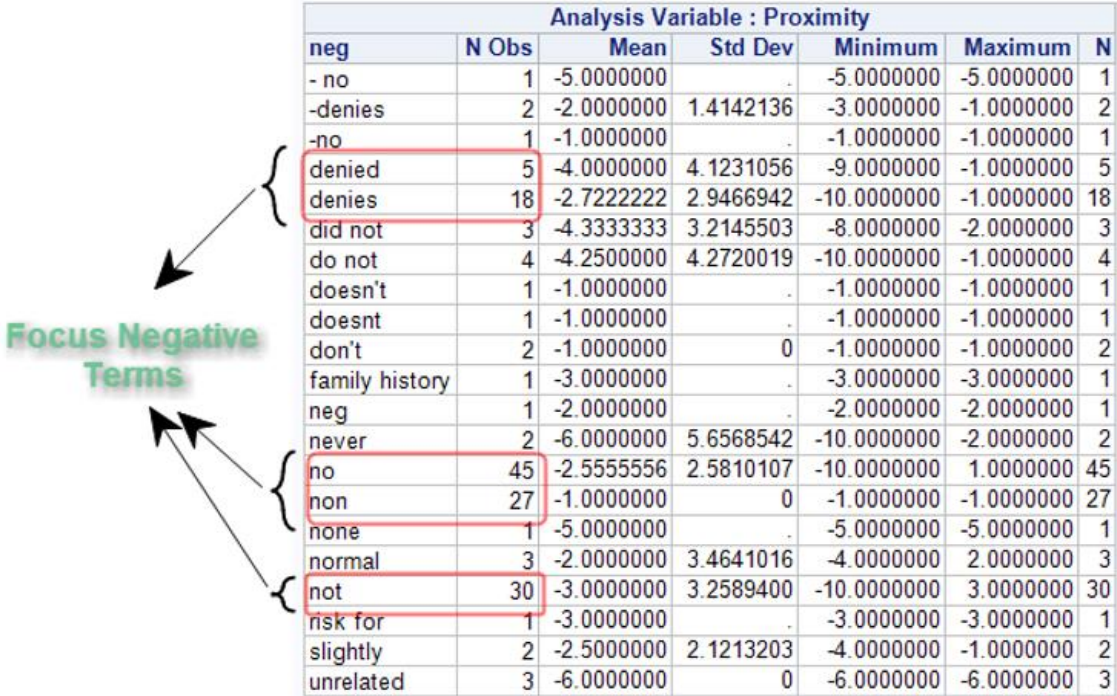 Analysis Variable : Proximity
neg N Obs Mean Std Dev Minimum Maximum N
- no 1 -5.0000000 . -5.0000000 -5.0000000 1
-denies 2 -2.0000000 1.4142136 -3.0000000 -1.0000000 2
-no 1 -1.0000000 . -1.0000000 -1.0000000 1
denied 5 -4.0000000 4.1231056 -9.0000000 -1.0000000 5
denies 18 -2.7222222 2.9466942 -10.0000000 -1.0000000 18
did not 3 -4.3333333 3.2145503 -8.0000000 -2.0000000 3
do not 4 -4.2500000 4.2720019 -10.0000000 -1.0000000 4
doesn't 1 -1.0000000 . -1.0000000 -1.0000000 1
doesnt 1 -1.0000000 . -1.0000000 -1.0000000 1
don't 2 -1.0000000 0 -1.0000000 -1.0000000 2
family history 1 -3.0000000 . -3.0000000 -3.0000000 1
neg 1 -2.0000000 . -2.0000000 -2.0000000 1
never 2 -6.0000000 5.6568542 -10.0000000 -2.0000000 2
no 45 -2.5555556 2.5810107 -10.0000000 1.0000000 45
non 27 -1.0000000 0 -1.0000000 -1.0000000 27
none 1 -5.0000000 . -5.0000000 -5.0000000 1
normal 3 -2.0000000 3.4641016 -4.0000000 2.0000000 3
not 30 -3.0000000 3.2589400 -10.0000000 3.0000000 30
risk for 1 -3.0000000 . -3.0000000 -3.0000000 1
slightly 2 -2.5000000 2.1213203 -4.0000000 -1.0000000 2
unrelated 3 -6.0000000 0 -6.0000000 -6.0000000 3
Focus Negative
Terms